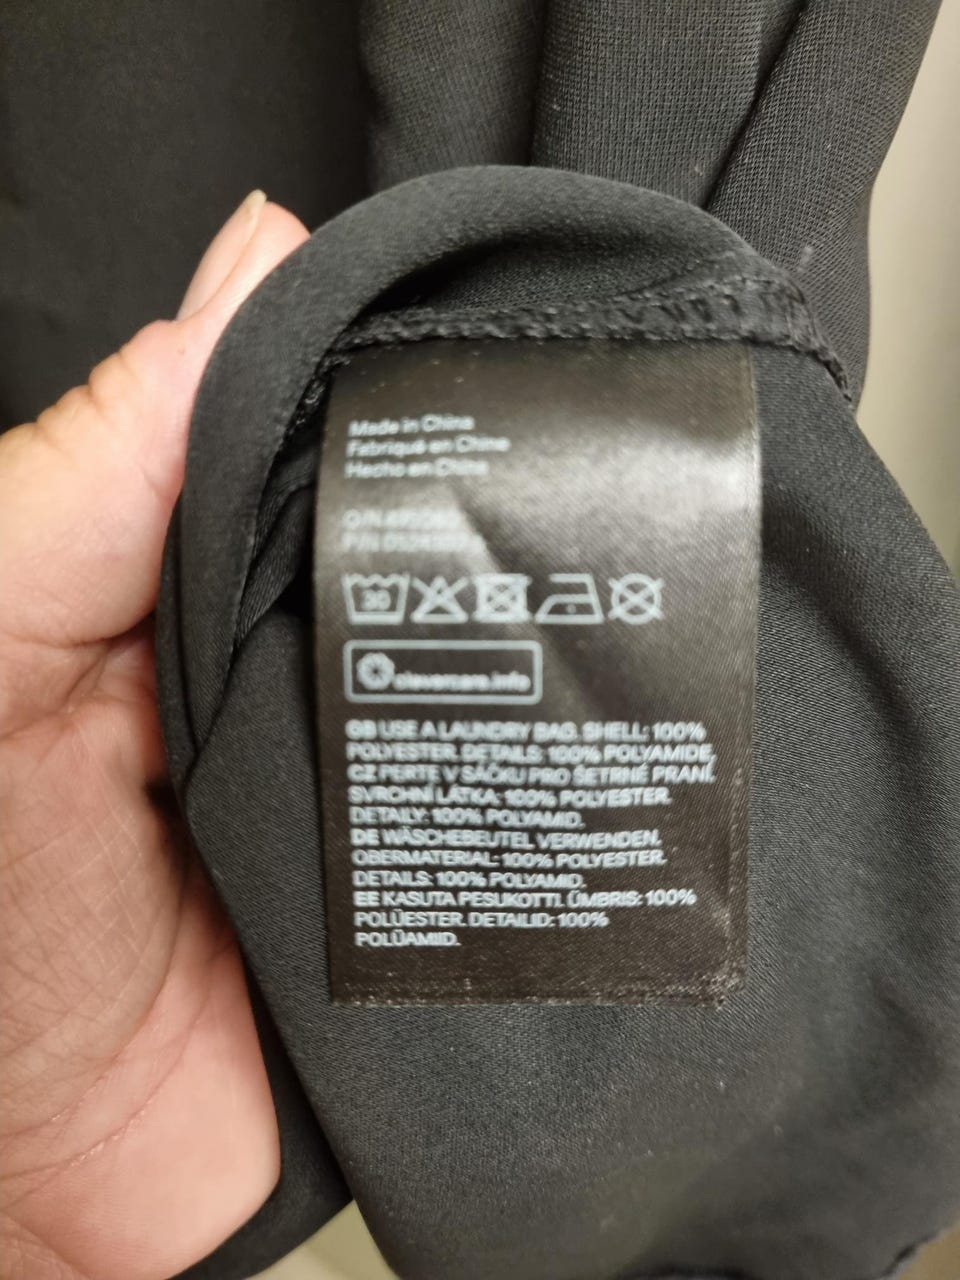 Made in China
Fabriqué en Chine
Hecho en China
O/N
P/N
30
clevercare.info
GB USE A LAUNDRY BAG. SHELL: 100%
POLYESTER. DETAILS: 100% POLYAMIDE.
CZ PERTE V SÁČKU PRO ŠETRNÉ PRANÍ.
SVRCHNÍ LÁTKA: 100% POLYESTER.
DETAILY: 100% POLYAMID.
DE WÄSCHEBEUTEL VERWENDEN.
OBERMATERIAL: 100% POLYESTER.
DETAILS: 100% POLYAMID.
EE KASUTA PESUKOTTI. ÜMBRIS: 100%
POLÜESTER. DETAILID: 100%
POLÜAMIID.